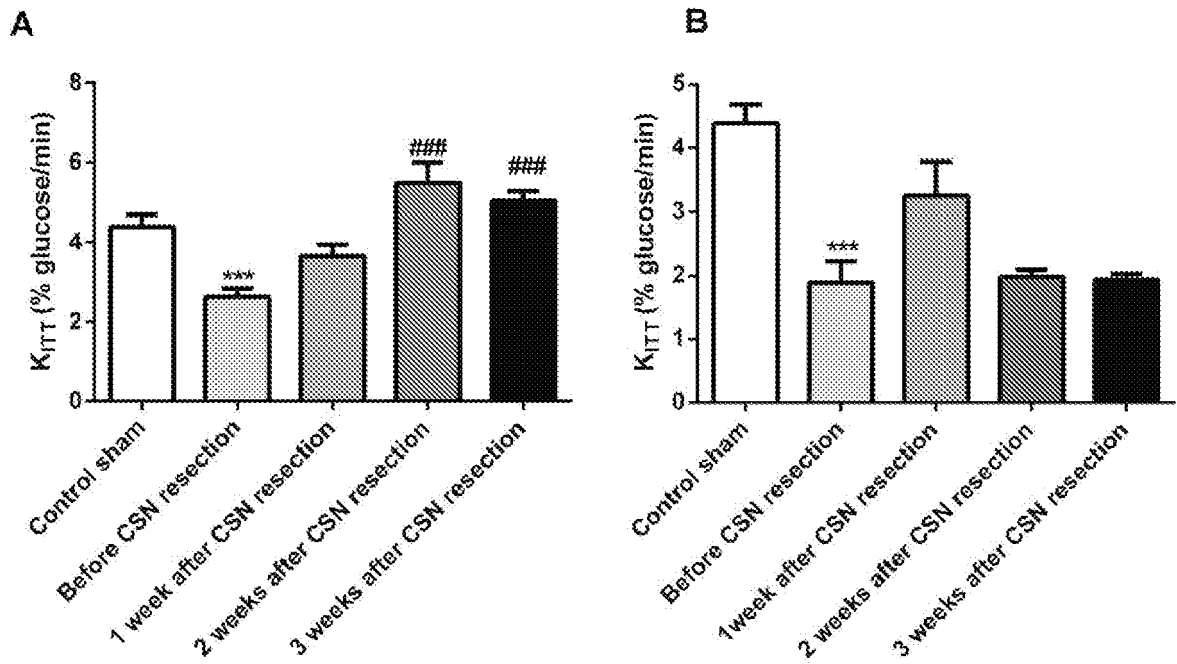 A
B
K_ITT (% glucose/min)
8
6
4
2
0
***
###
###
Control sham
Before CSN resection
1 week after CSN resection
2 weeks after CSN resection
3 weeks after CSN resection
K_ITT (% glucose/min)
5
4
3
2
1
0
***
Control sham
Before CSN resection
1week after CSN resection
2 weeks after CSN resection
3 weeks after CSN resection